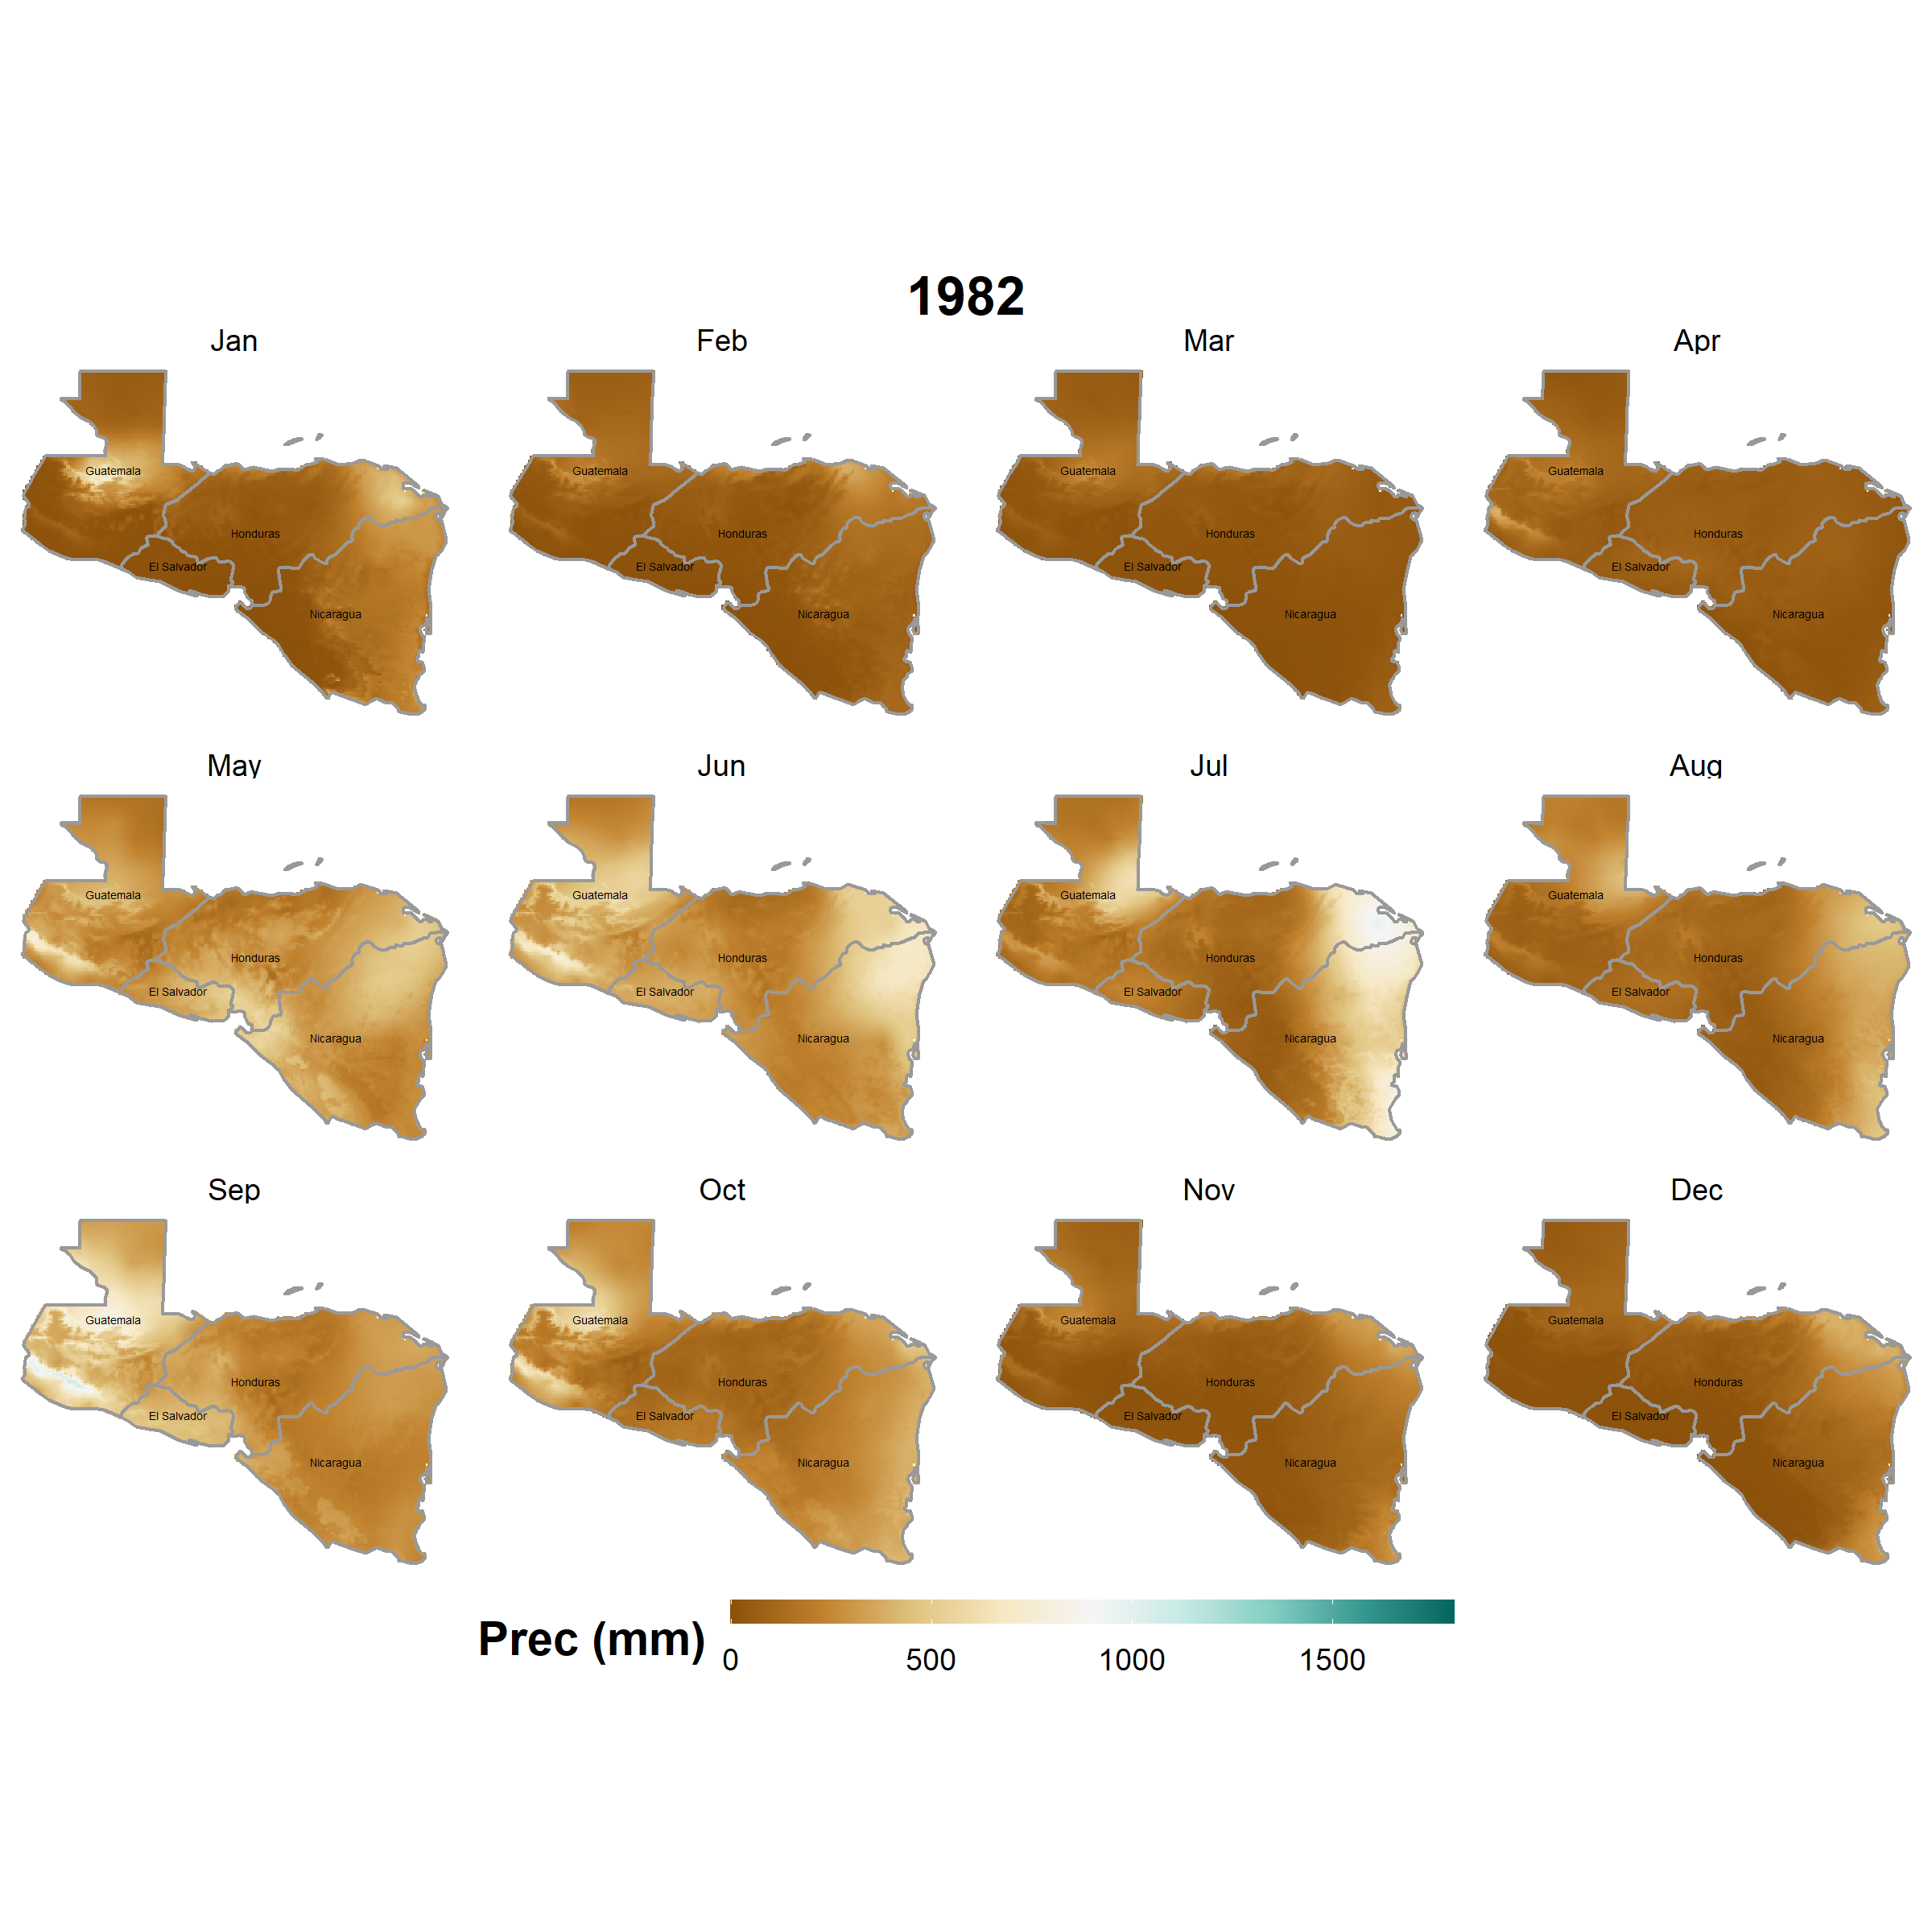 1982
Jan Feb Mar Apr
Guatemala Guatemala Guatemala Guatemala
Honduras Honduras Honduras Honduras
El Salvador El Salvador El Salvador El Salvador
Nicaragua Nicaragua Nicaragua Nicaragua
May Jun Jul Aug
Guatemala Guatemala Guatemala Guatemala
Honduras Honduras Honduras Honduras
El Salvador El Salvador El Salvador El Salvador
Nicaragua Nicaragua Nicaragua Nicaragua
Sep Oct Nov Dec
Guatemala Guatemala Guatemala Guatemala
Honduras Honduras Honduras Honduras
El Salvador El Salvador El Salvador El Salvador
Nicaragua Nicaragua Nicaragua Nicaragua
Prec (mm)
0 500 1000 1500